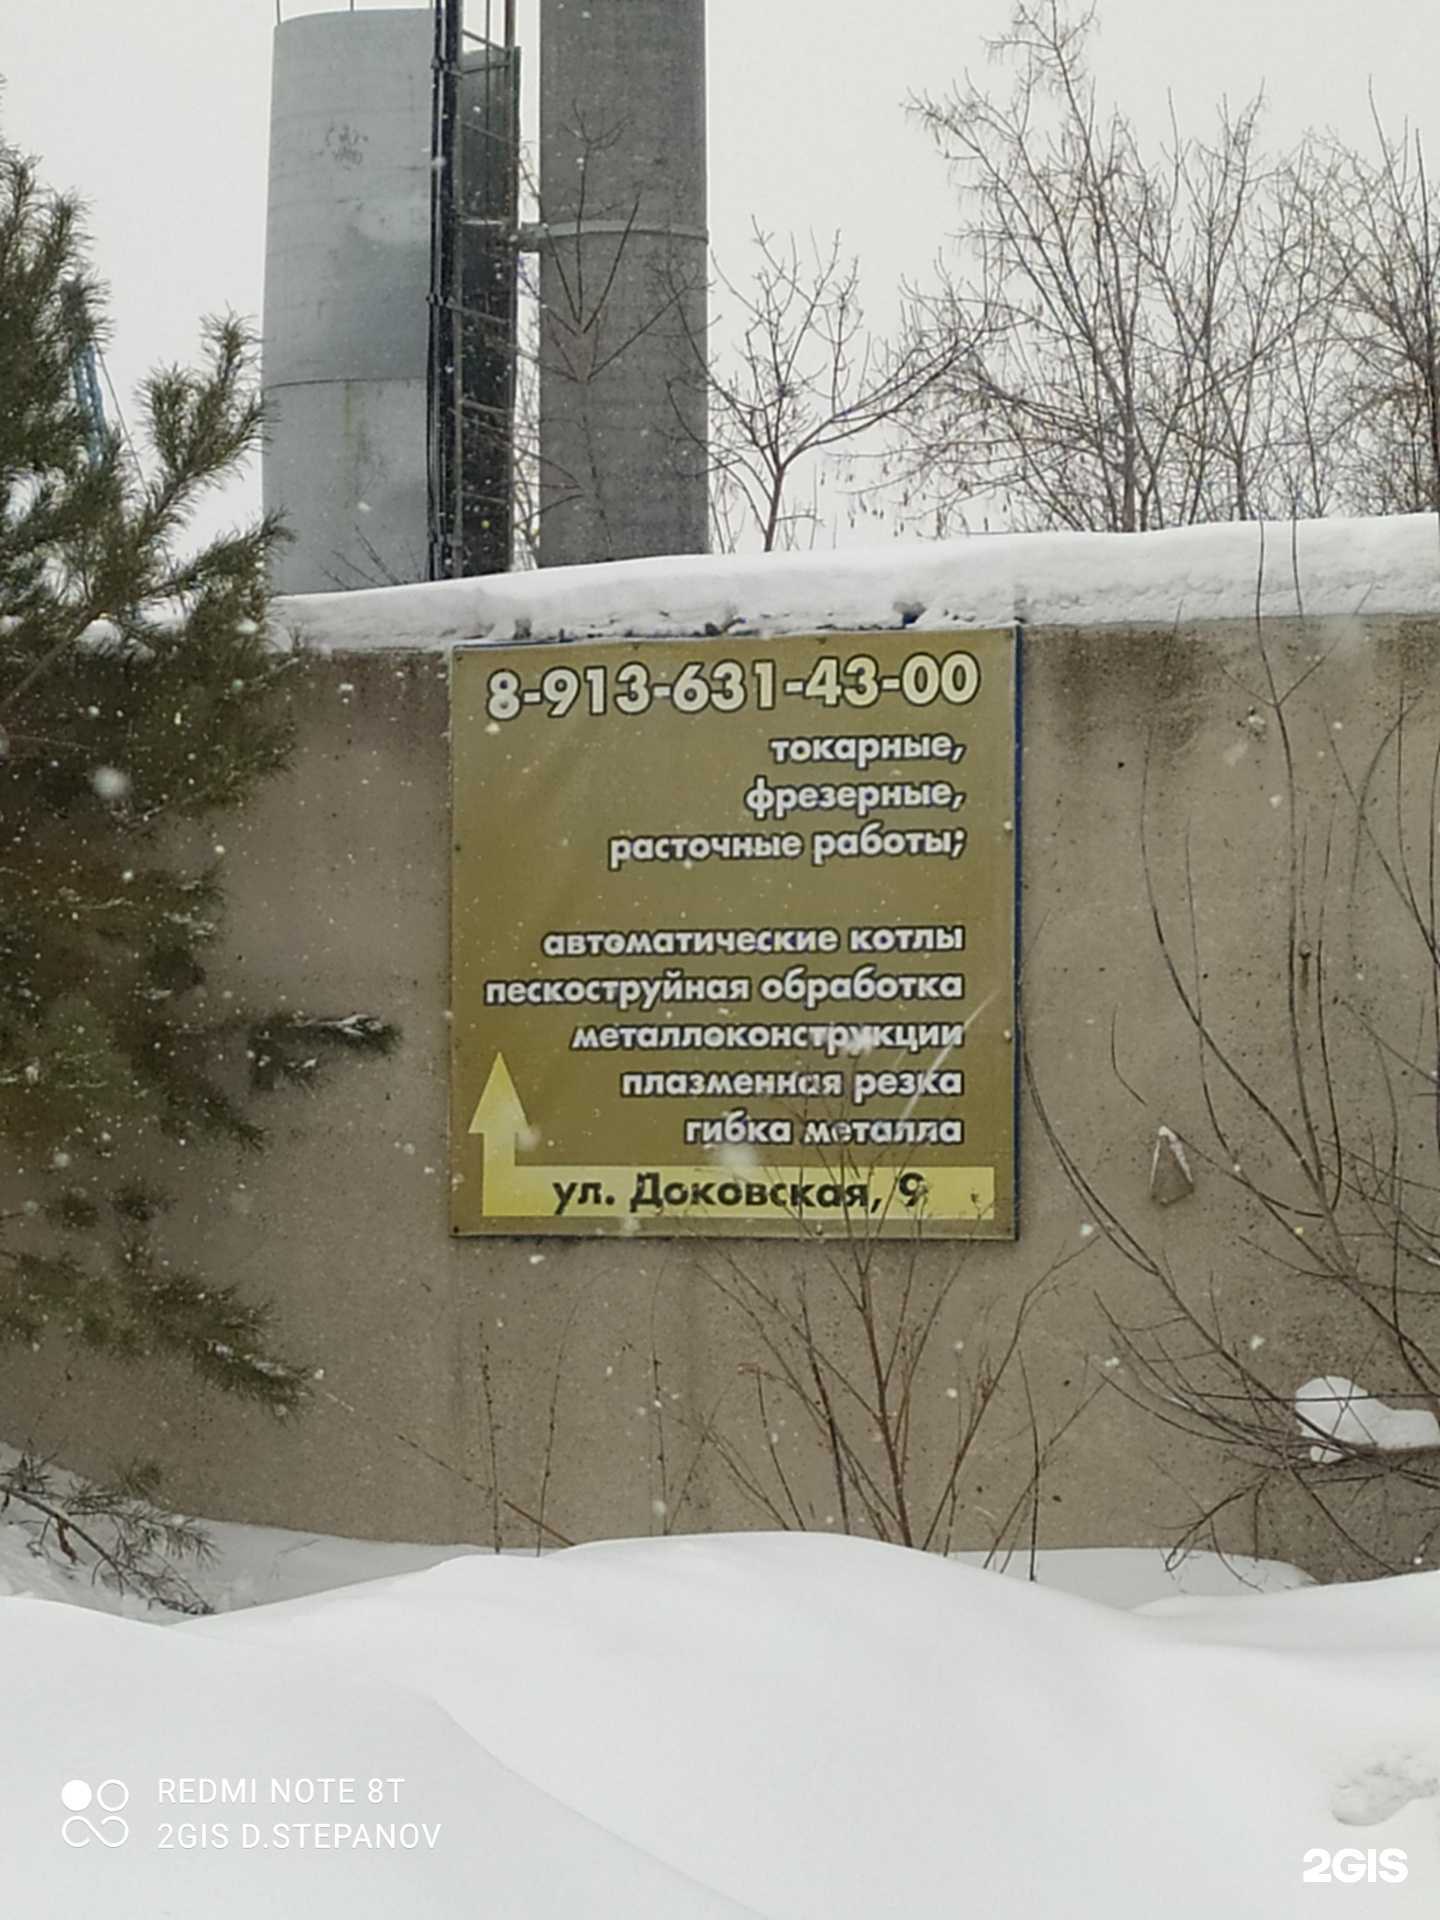 8-913-631-43-00
токарные,
фрезерные,
расточные работы;
автоматические котлы
пескоструйная обработка
металлоконструкции
плазменная резка
гибка металла
ул. Доковская, 9
REDMI NOTE 8T
2GIS D.STEPANOV
2GIS